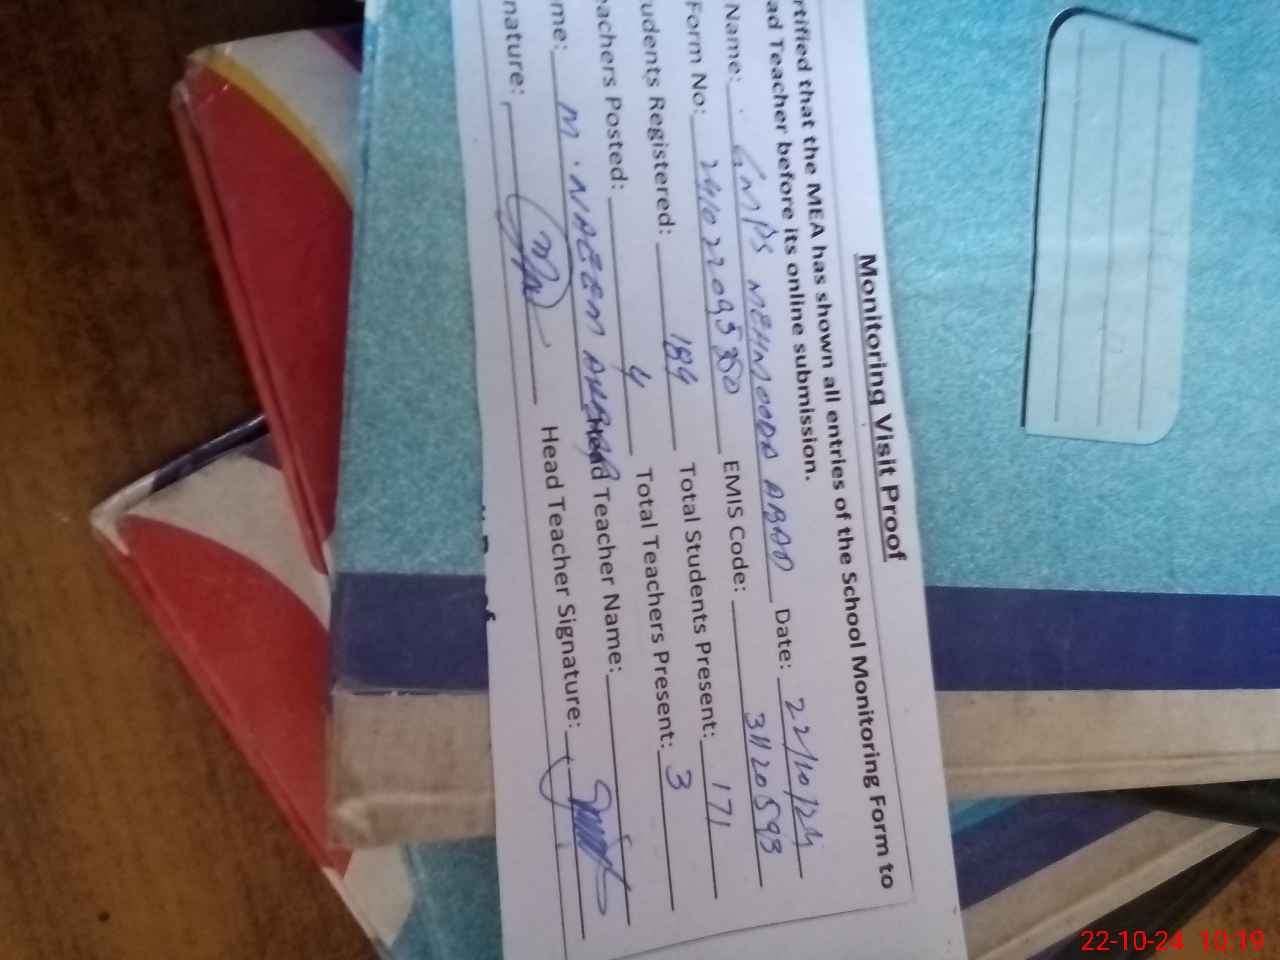 Monitoring Visit Proof
rtified that the MEA has shown all entries of the School Monitoring Form to
ad Teacher before its online submission.
Name: GMPS MEHMOODA ABAD Date: 22/10/24
Form No: EMIS Code: 31120593
udents Registered: Total Students Present: 171
eachers Posted: 4 Total Teachers Present: 3
me: M. NAEEM Head Teacher Name:
nature: Head Teacher Signature:
22-10-24 10:19